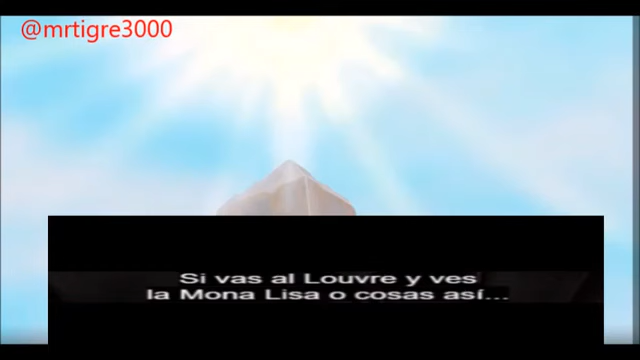 @mrtigre3000
Si vas al Louvre y ves
la Mona Lisa o cosas así...